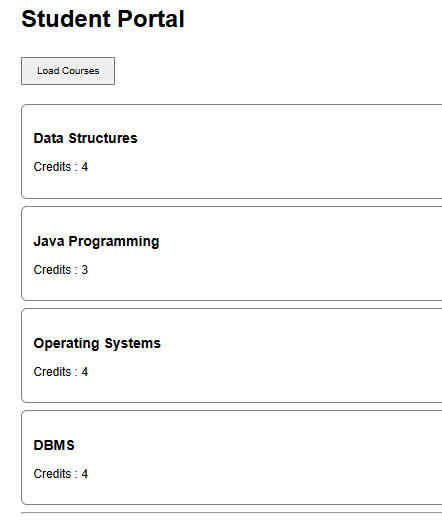 Student Portal
Load Courses
Data Structures
Credits : 4
Java Programming
Credits : 3
Operating Systems
Credits : 4
DBMS
Credits : 4